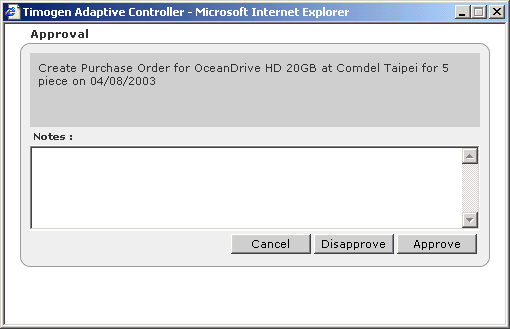 Timogen Adaptive Controller - Microsoft Internet Explorer
Approval
Create Purchase Order for OceanDrive HD 20GB at Comdel Taipei for 5
piece on 04/08/2003
Notes :
Cancel Disapprove Approve